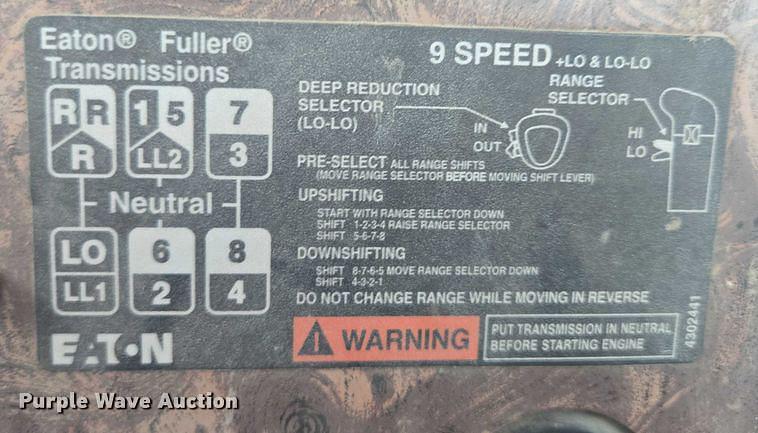 Eaton® Fuller®
Transmissions
9 SPEED +LO & LO-LO
DEEP REDUCTION
SELECTOR
(LO-LO)
IN
OUT
RANGE
SELECTOR
HI
LO
R R 1 5 7
R LL2 3
Neutral
LO 6 8
LL1 2 4
PRE-SELECT ALL RANGE SHIFTS
(MOVE RANGE SELECTOR BEFORE MOVING SHIFT LEVER)
UPSHIFTING
START WITH RANGE SELECTOR DOWN
SHIFT 1-2-3-4 RAISE RANGE SELECTOR
SHIFT 5-6-7-8
DOWNSHIFTING
SHIFT 8-7-6-5 MOVE RANGE SELECTOR DOWN
SHIFT 4-3-2-1
DO NOT CHANGE RANGE WHILE MOVING IN REVERSE
EATON
WARNING
PUT TRANSMISSION IN NEUTRAL
BEFORE STARTING ENGINE
4302441
Purple Wave Auction